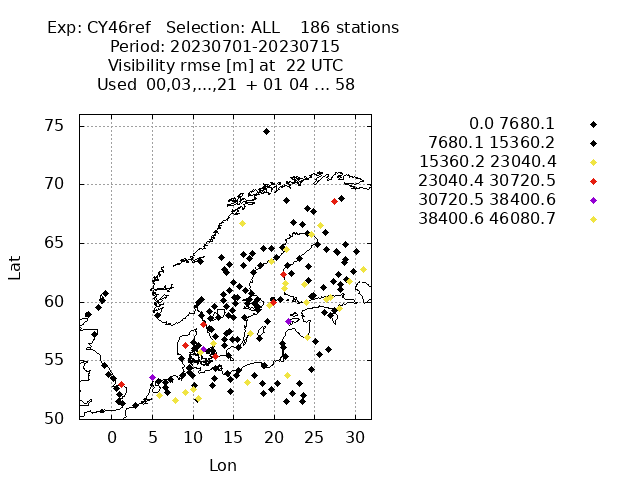 Exp: CY46ref   Selection: ALL    186 stations
Period: 20230701-20230715
Visibility rmse [m] at  22 UTC
Used  00,03,...,21  + 01 04 ... 58
75
70
65
60
55
50
0 5 10 15 20 25 30
Lat
Lon
0.0 7680.1
7680.1 15360.2
15360.2 23040.4
23040.4 30720.5
30720.5 38400.6
38400.6 46080.7